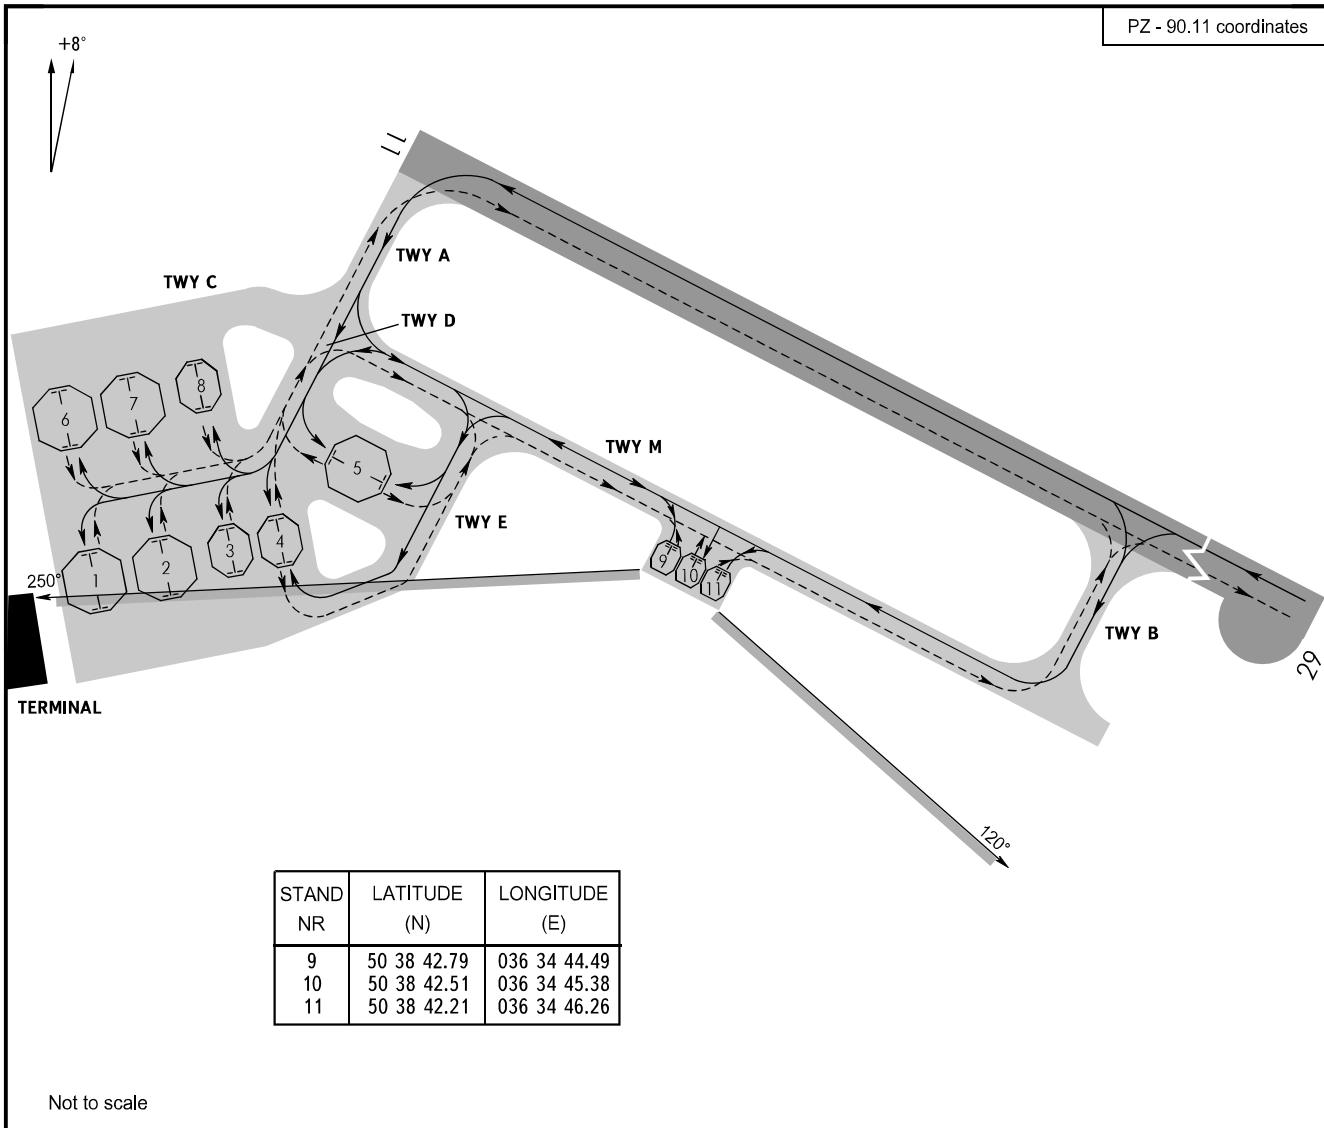 PZ - 90.11 coordinates
+8°
11
TWY A
TWY C
TWY D
8
7
6
TWY M
5
TWY E
4
3
9
2
10
1
11
250°
TWY B
29
TERMINAL
120°
STAND NR LATITUDE (N) LONGITUDE (E)
9 50 38 42.79 036 34 44.49
10 50 38 42.51 036 34 45.38
11 50 38 42.21 036 34 46.26
Not to scale